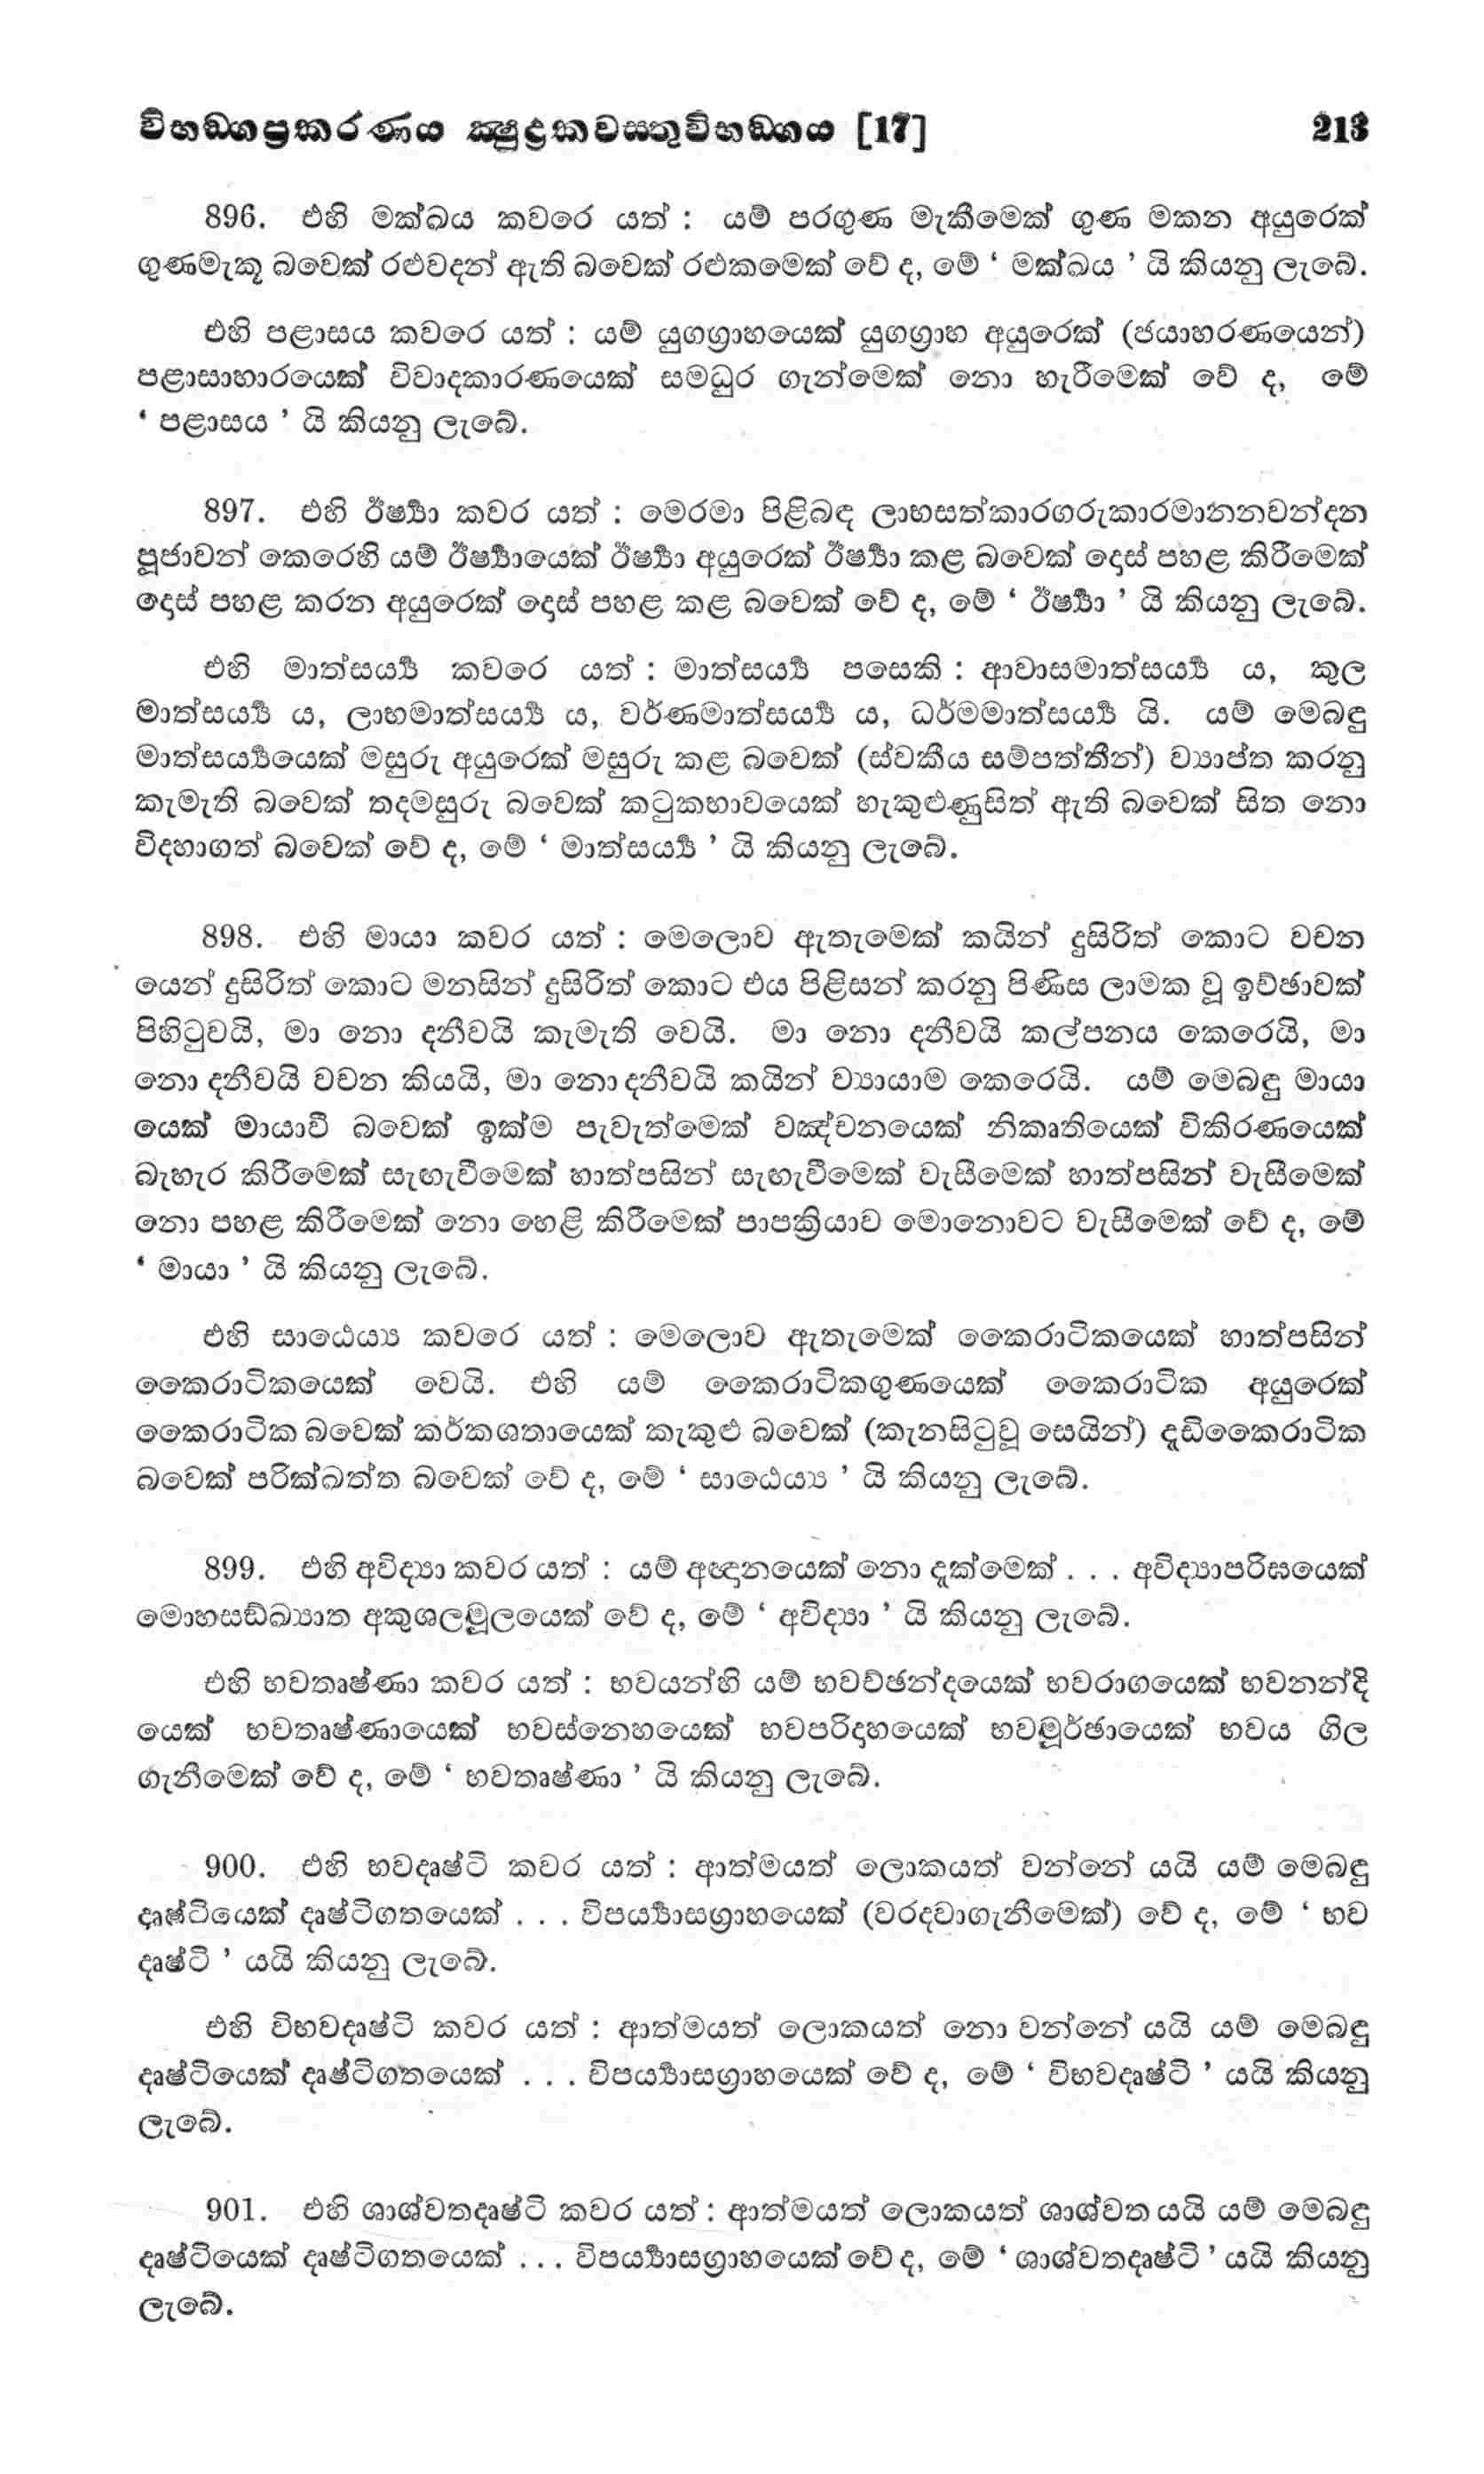 විභඞ්ගප්‍රකරණය ක්‍ෂුද්‍රකවස්තුවිභඞ්ගය [17] 213
896. එහි මක්ඛය කවරෙ යත් : යම් පරගුණ මැකීමෙක් ගුණ මකන අයුරෙක්
ගුණමැකූ බවෙක් රළුවදන් ඇති බවෙක් රළුකමෙක් වේ ද, මේ ‘ මක්ඛය ’ යි කියනු ලැබේ.
එහි පළාසය කවරෙ යත් : යම් යුගග්‍රාහයෙක් යුගග්‍රාහ අයුරෙක් (ජයාහරණයෙන්)
පළාසාහාරයෙක් විවාදකාරණයෙක් සමධුර ගැන්මෙක් නො හැරීමෙක් වේ ද, මේ
‘ පළාසය ’ යි කියනු ලැබේ.
897. එහි ඊර්‍ෂ්‍යා කවර යත් : මෙරමා පිළිබඳ ලාභසත්කාරගරුකාරමානනවන්දන
පූජාවන් කෙරෙහි යම් ඊර්‍ෂ්‍යායෙක් ඊර්‍ෂ්‍යා අයුරෙක් ඊර්‍ෂ්‍යා කළ බවෙක් දොස් පහළ කිරීමෙක්
දොස් පහළ කරන අයුරෙක් දොස් පහළ කළ බවෙක් වේ ද, මේ ‘ ඊර්‍ෂ්‍යා ’ යි කියනු ලැබේ.
එහි මාත්සර්‍ය්‍ය කවරෙ යත් : මාත්සර්‍ය්‍ය පසෙකි : ආවාසමාත්සර්‍ය්‍ය ය, කුල
මාත්සර්‍ය්‍ය ය, ලාභමාත්සර්‍ය්‍ය ය, වර්ණමාත්සර්‍ය්‍ය ය, ධර්මමාත්සර්‍ය්‍ය යි. යම් මෙබඳු
මාත්සර්‍ය්‍යයෙක් මසුරු අයුරෙක් මසුරු කළ බවෙක් (ස්වකීය සම්පත්තීන්) ව්‍යාප්ත කරනු
කැමැති බවෙක් තදමසුරු බවෙක් කටුකභාවයෙක් හැකුළුණුසිත් ඇති බවෙක් සිත නො
විදහාගත් බවෙක් වේ ද, මේ ‘ මාත්සර්‍ය්‍ය ’ යි කියනු ලැබේ.
898. එහි මායා කවර යත් : මෙලොව ඇතැමෙක් කයින් දුසිරිත් කොට වචන
යෙන් දුසිරිත් කොට මනසින් දුසිරිත් කොට එය පිළිසන් කරනු පිණිස ලාමක වූ ඉච්ඡාවක්
පිහිටුවයි, මා නො දනිවයි කැමැති වෙයි. මා නො දනිවයි කල්පනය කෙරෙයි, මා
නො දනීවයි වචන කියයි, මා නො දනීවයි කයින් ව්‍යායාම කෙරෙයි. යම් මෙබඳු මායා
යෙක් මායාවී බවෙක් ඉක්ම පැවැත්මෙක් වඤ්චනයෙක් නිකෘතියෙක් විකිරණයෙක්
බැහැර කිරීමෙක් සැඟැවීමෙක් හාත්පසින් සැඟැවීමෙක් වැසීමෙක් හාත්පසින් වැසීමෙක්
නො පහළ කිරීමෙක් නො හෙළි කිරීමෙක් පාපක්‍රියාව මොනොවට වැසීමෙක් වේ ද, මේ
‘ මායා ’ යි කියනු ලැබේ.
එහි සාඨෙය්‍ය කවරෙ යත් : මෙලොව ඇතැමෙක් කෛරාටිකයෙක් හාත්පසින්
කෛරාටිකයෙක් වෙයි. එහි යම් කෛරාටිකගුණයෙක් කෛරාටික අයුරෙක්
කෛරාටික බවෙක් කර්කශතායෙක් කැකුළු බවෙක් (කැනසිටුවූ සෙයින්) දැඩිකෛරාටික
බවෙක් පරික්ඛත්ත බවෙක් වේ ද, මේ ‘ සාඨෙය්‍ය ’ යි කියනු ලැබේ.
899. එහි අවිද්‍යා කවර යත් : යම් අඥානයෙක් නො දැක්මෙක් . . . අවිද්‍යාපරිඝයෙක්
මොහසඩ්ඛ්‍යාත අකුශලමූලයෙක් වේ ද, මේ ‘ අවිද්‍යා ’ යි කියනු ලැබේ.
එහි භවතෘෂ්ණා කවර යත් : භවයන්හි යම් භවච්ඡන්දයෙක් භවරාගයෙක් භවනන්දි
යෙක් භවතෘෂ්ණායෙක් භවස්නෙහයෙක් භවපරිදාහයෙක් භවමූර්ඡායෙක් භවය ගිල
ගැනීමෙක් වේ ද, මේ ‘ භවතෘෂ්ණා ’ යි කියනු ලැබේ.
900. එහි භවදෘෂ්ටි කවර යත් : ආත්මයත් ලොකයත් වන්නේ යයි යම් මෙබඳු
දෘෂ්ටියෙක් දෘෂ්ටිගතයෙක් . . . විපර්‍ය්‍යාසග්‍රාහයෙක් (වරදවාගැනීමෙක්) වේ ද, මේ ‘ භව
දෘෂ්ටි ’ යයි කියනු ලැබේ.
එහි විභවදෘෂ්ටි කවර යත් : ආත්මයත් ලොකයත් නො වන්නේ යයි යම් මෙබඳු
දෘෂ්ටියෙක් දෘෂ්ටිගතයෙක් . . . විපර්‍ය්‍යාසග්‍රාහයෙක් වේ ද, මේ ‘ විභවදෘෂ්ටි ’ යයි කියනු
ලැබේ.
901. එහි ශාශ්වතදෘෂ්ටි කවර යත් : ආත්මයත් ලොකයත් ශාශ්වත යයි යම් මෙබඳු
දෘෂ්ටියෙක් දෘෂ්ටිගතයෙක් . . . විපර්‍ය්‍යාසග්‍රාහයෙක් වේ ද, මේ ‘ ශාශ්වතදෘෂ්ටි ’ යයි කියනු
ලැබේ.